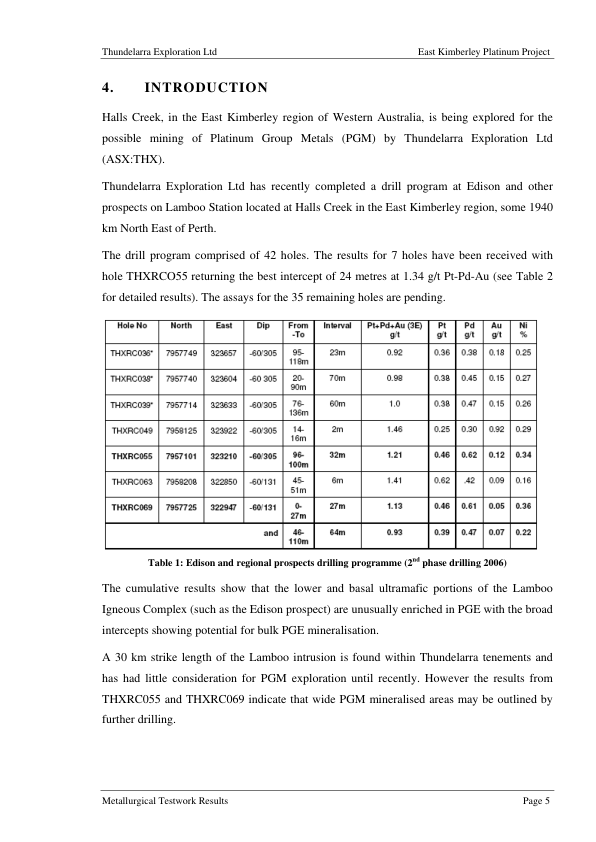 Thundelarra Exploration Ltd East Kimberley Platinum Project
4. INTRODUCTION
Halls Creek, in the East Kimberley region of Western Australia, is being explored for the
possible mining of Platinum Group Metals (PGM) by Thundelarra Exploration Ltd
(ASX:THX).
Thundelarra Exploration Ltd has recently completed a drill program at Edison and other
prospects on Lamboo Station located at Halls Creek in the East Kimberley region, some 1940
km North East of Perth.
The drill program comprised of 42 holes. The results for 7 holes have been received with
hole THXRCO55 returning the best intercept of 24 metres at 1.34 g/t Pt-Pd-Au (see Table 2
for detailed results). The assays for the 35 remaining holes are pending.
Hole No North East Dip From -To Interval Pt+Pd+Au (3E) g/t Pt g/t Pd g/t Au g/t Ni %
THXRC036* 7957749 323657 -60/305 95-118m 23m 0.92 0.36 0.38 0.18 0.25
THXRC038* 7957740 323604 -60 305 20-90m 70m 0.98 0.38 0.45 0.15 0.27
THXRC039* 7957714 323633 -60/305 76-136m 60m 1.0 0.38 0.47 0.15 0.26
THXRC049 7958125 323922 -60/305 14-16m 2m 1.46 0.25 0.30 0.92 0.29
THXRC055 7957101 323210 -60/305 96-100m 32m 1.21 0.46 0.62 0.12 0.34
THXRC063 7958208 322850 -60/131 45-51m 6m 1.41 0.62 .42 0.09 0.16
THXRC069 7957725 322947 -60/131 0-27m 27m 1.13 0.46 0.61 0.05 0.36
and 46-110m 64m 0.93 0.39 0.47 0.07 0.22
Table 1: Edison and regional prospects drilling programme (2nd phase drilling 2006)
The cumulative results show that the lower and basal ultramafic portions of the Lamboo
Igneous Complex (such as the Edison prospect) are unusually enriched in PGE with the broad
intercepts showing potential for bulk PGE mineralisation.
A 30 km strike length of the Lamboo intrusion is found within Thundelarra tenements and
has had little consideration for PGM exploration until recently. However the results from
THXRC055 and THXRC069 indicate that wide PGM mineralised areas may be outlined by
further drilling.
Metallurgical Testwork Results Page 5